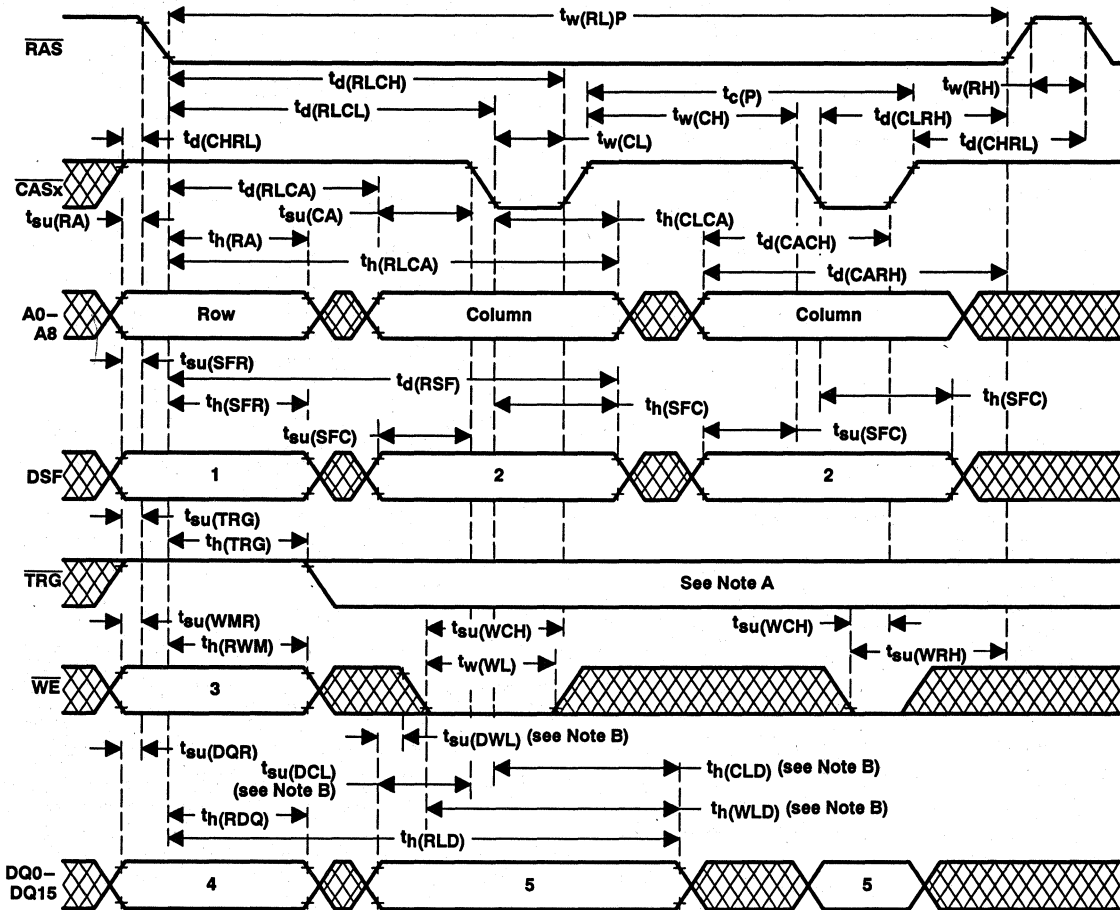 tw(RL)P
RAS
td(RLCH)
tw(RH)
tc(P)
td(RLCL)
tw(CH)
td(CLRH)
td(CHRL)
tw(CL)
td(CHRL)
CASx
td(RLCA)
tsu(RA)
tsu(CA)
th(CLCA)
th(RA)
td(CACH)
th(RLCA)
td(CARH)
A0–
A8
Row
Column
Column
tsu(SFR)
td(RSF)
th(SFR)
th(SFC)
th(SFC)
tsu(SFC)
tsu(SFC)
DSF
1
2
2
tsu(TRG)
th(TRG)
TRG
See Note A
tsu(WMR)
tsu(WCH)
tsu(WCH)
th(RWM)
tw(WL)
tsu(WRH)
WE
3
tsu(DWL) (see Note B)
tsu(DQR)
tsu(DCL)
(see Note B)
th(CLD) (see Note B)
th(WLD) (see Note B)
th(RDQ)
th(RLD)
DQ0–
DQ15
4
5
5